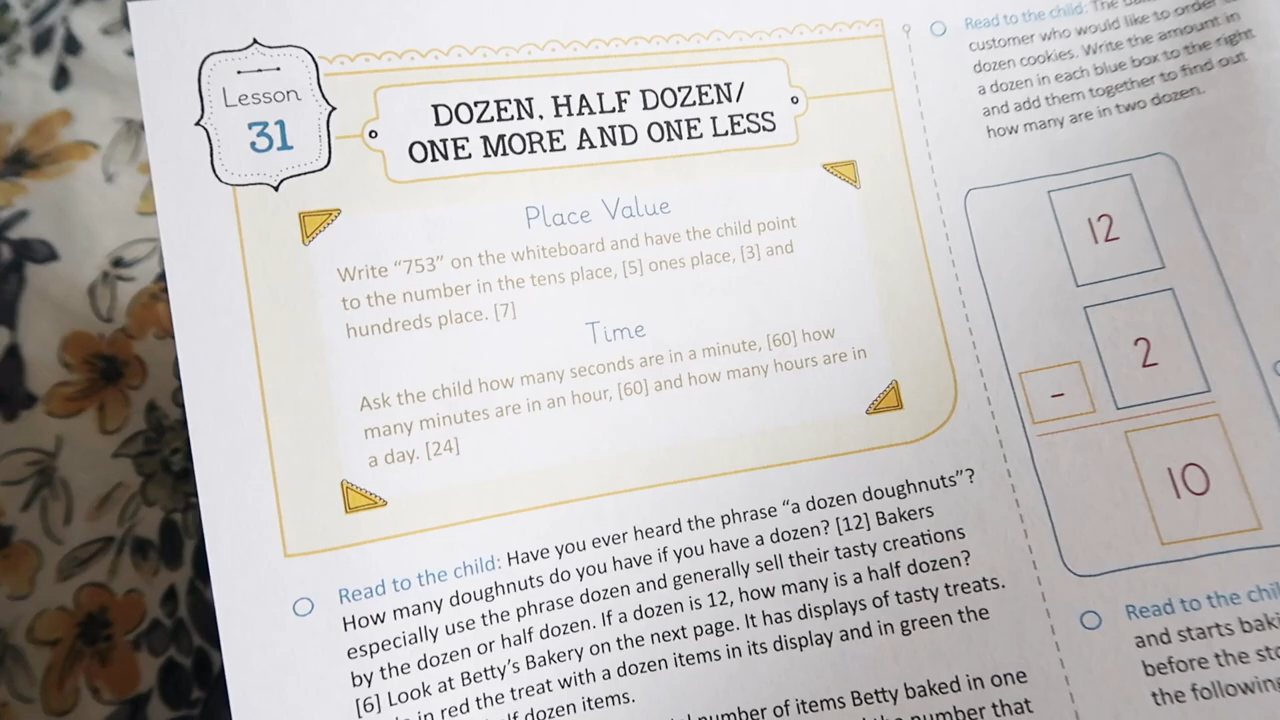 Lesson
31
DOZEN, HALF DOZEN/
ONE MORE AND ONE LESS
Place Value
Write “753” on the whiteboard and have the child point
to the number in the tens place, [5] ones place, [3] and
hundreds place. [7]
Time
Ask the child how many seconds are in a minute, [60] how
many minutes are in an hour, [60] and how many hours are in
a day. [24]
Read to the child: Have you ever heard the phrase “a dozen doughnuts”?
How many doughnuts do you have if you have a dozen? [12] Bakers
especially use the phrase dozen and generally sell their tasty creations
by the dozen or half dozen. If a dozen is 12, how many is a half dozen?
[6] Look at Betty’s Bakery on the next page. It has displays of tasty treats.
in red the treat with a dozen items in its display and in green the
dozen items.
number of items Betty baked in one
number that
Read to the child: The
customer who would like to order
dozen cookies. Write the amount in
a dozen in each blue box to the right
and add them together to find out
how many are in two dozen.
12
2
-
10
Read to the
and starts
before the
the following